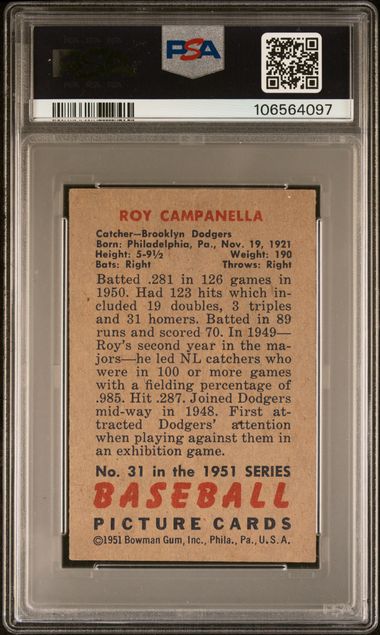 PSA
106564097
ROY CAMPANELLA
Catcher—Brooklyn Dodgers
Born: Philadelphia, Pa., Nov. 19, 1921
Height: 5-9½ Weight: 190
Bats: Right Throws: Right
Batted .281 in 126 games in
1950. Had 123 hits which in-
cluded 19 doubles, 3 triples
and 31 homers. Batted in 89
runs and scored 70. In 1949—
Roy's second year in the ma-
jors—he led NL catchers who
were in 100 or more games
with a fielding percentage of
.985. Hit .287. Joined Dodgers
mid-way in 1948. First at-
tracted Dodgers' attention
when playing against them in
an exhibition game.
No. 31 in the 1951 SERIES
BASEBALL
PICTURE CARDS
©1951 Bowman Gum, Inc., Phila., Pa., U.S.A.